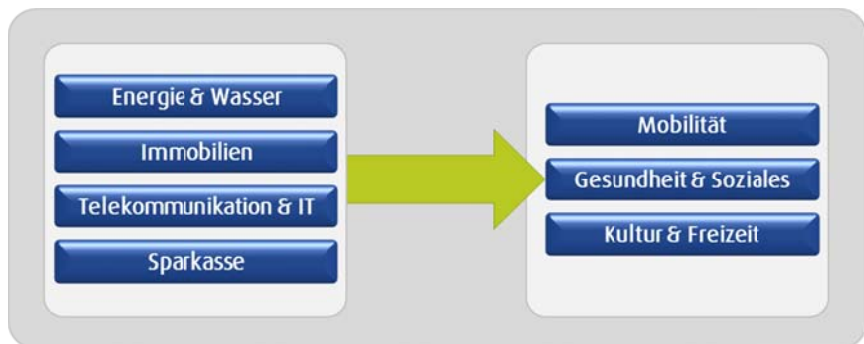 Energie & Wasser
Immobilien
Telekommunikation & IT
Sparkasse
Mobilität
Gesundheit & Soziales
Kultur & Freizeit